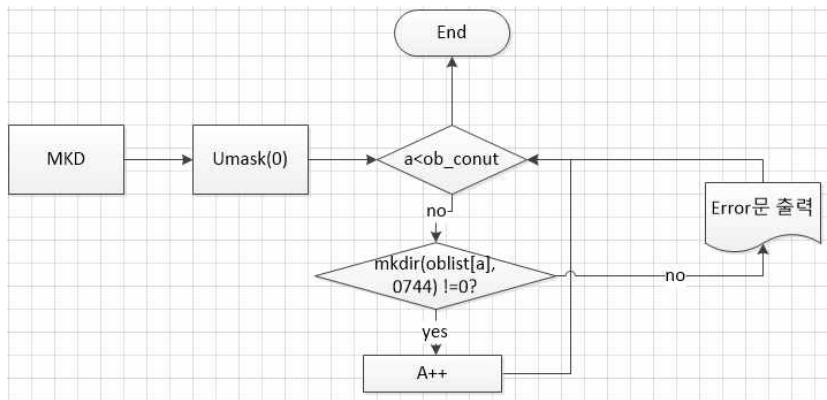 End
MKD
Umask(0)
a<ob_conut
Error문 출력
no
mkdir(oblist[a],
0744) !=0?
no
yes
A++